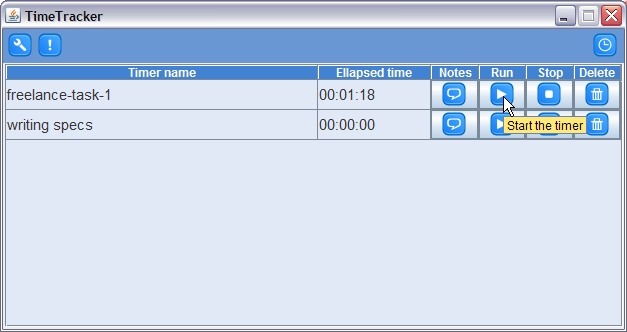 TimeTracker
Timer name Ellapsed time Notes Run Stop Delete
freelance-task-1 00:01:18
writing specs 00:00:00
Start the timer